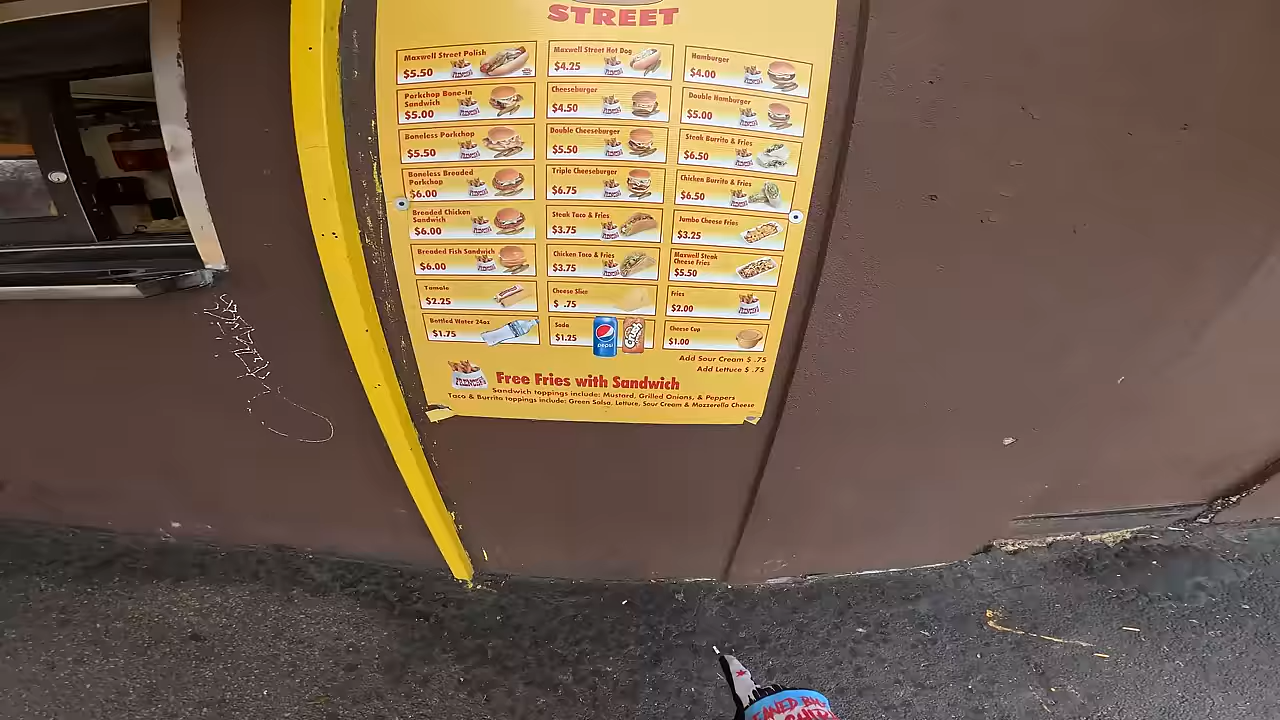 STREET
Maxwell Street Polish
$5.50
Maxwell Street Hot Dog
$4.25
Hamburger
$4.00
Porkchop Bone-In
Sandwich
$5.00
Cheeseburger
$4.50
Double Hamburger
$5.00
Boneless Porkchop
$5.50
Double Cheeseburger
$5.50
Steak Burrito & Fries
$6.50
Boneless Breaded
Porkchop
$6.00
Triple Cheeseburger
$6.75
Chicken Burrito & Fries
$6.50
Breaded Chicken
Sandwich
$6.00
Steak Taco & Fries
$3.75
Jumbo Cheese Fries
$3.25
Breaded Fish Sandwich
$6.00
Chicken Taco & Fries
$3.75
Maxwell Steak
Cheese Fries
$5.50
Tamale
$2.25
Cheese Slice
$ .75
Fries
$2.00
Bottled Water 24oz
$1.75
Soda
$1.25
pepsi
Crush
Cheese Cup
$1.00
Add Sour Cream $ .75
Add Lettuce $ .75
Free Fries with Sandwich
Sandwich toppings include: Mustard, Grilled Onions, & Peppers
Taco & Burrito toppings include: Green Salsa, Lettuce, Sour Cream & Mozzerella Cheese